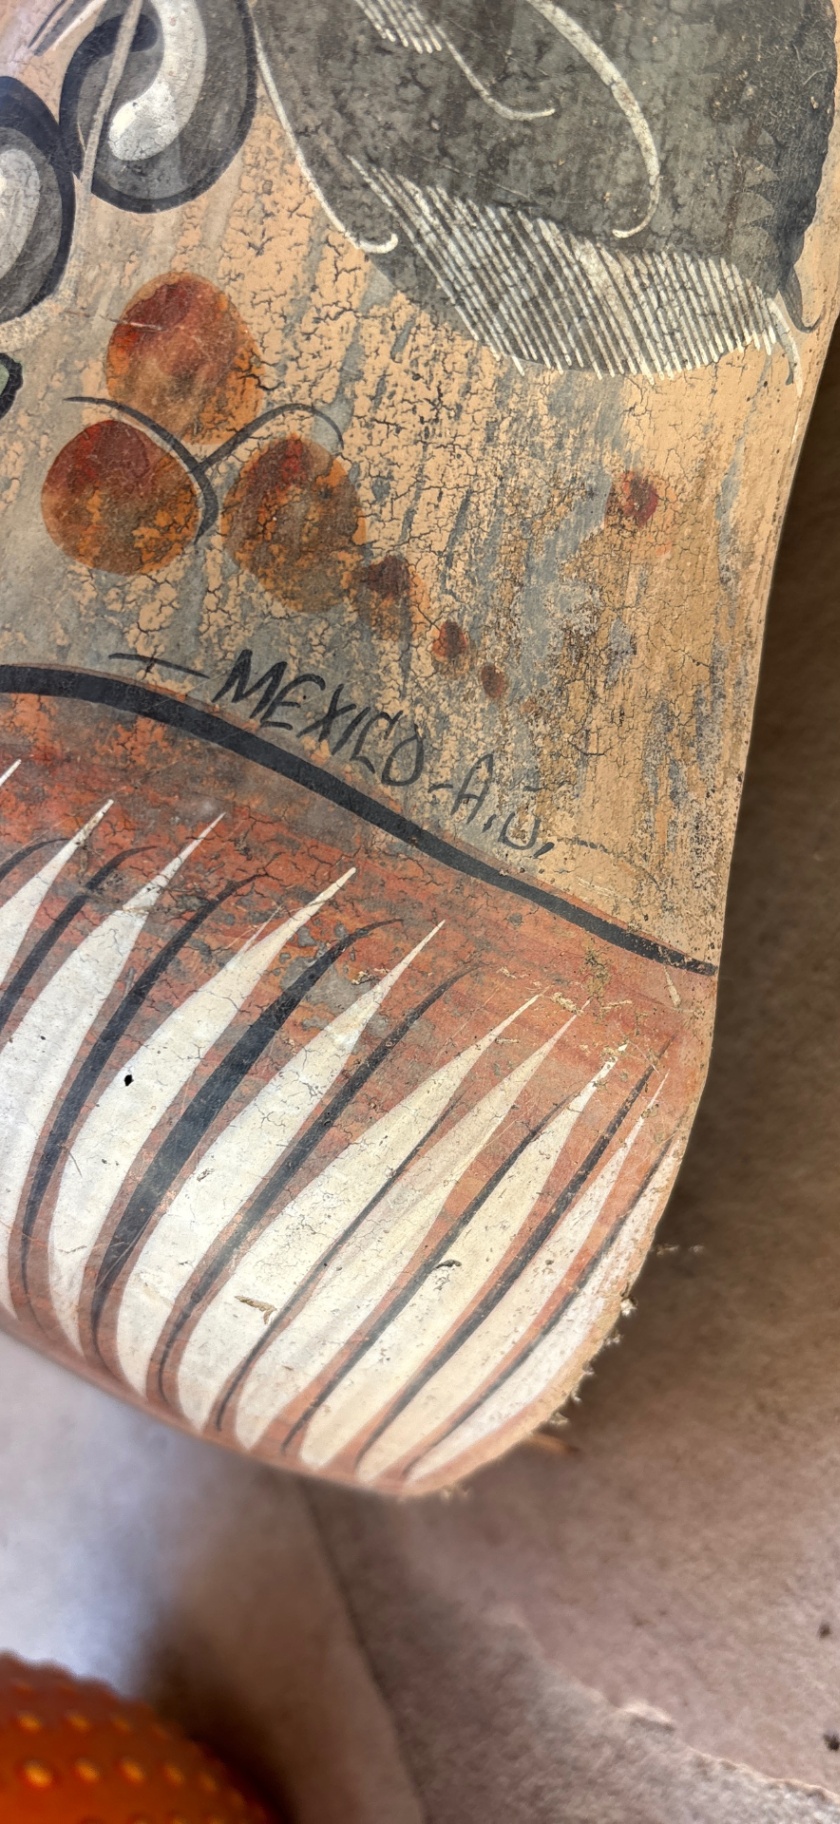 — MEXICO - A.U.